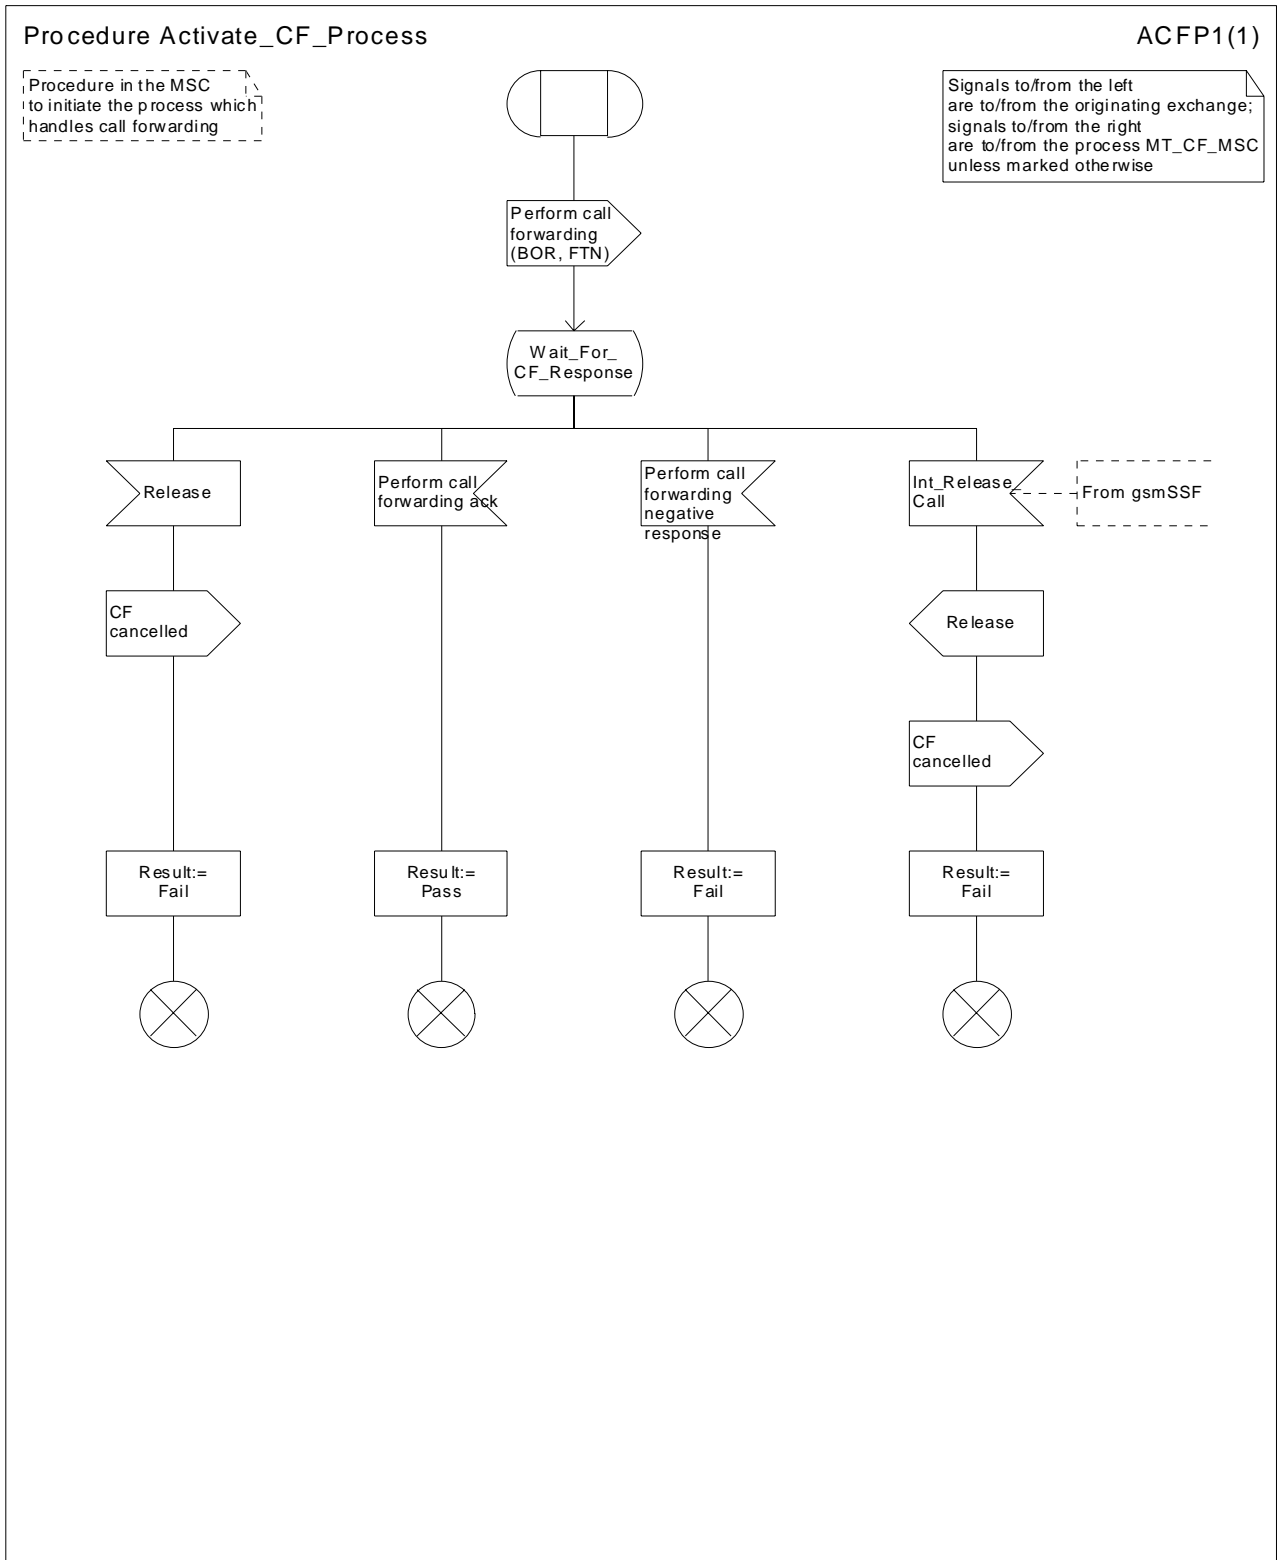 Procedure Activate_CF_Process
ACFP1(1)
Procedure in the MSC
to initiate the process which
handles call forwarding
Signals to/from the left
are to/from the originating exchange;
signals to/from the right
are to/from the process MT_CF_MSC
unless marked otherwise
Perform call
forwarding
(BOR, FTN)
Wait_For_
CF_Response
Release
Perform call
forwarding ack
Perform call
forwarding
negative
response
Int_Release
Call
From gsmSSF
CF
cancelled
Release
CF
cancelled
Result:=
Fail
Result:=
Pass
Result:=
Fail
Result:=
Fail